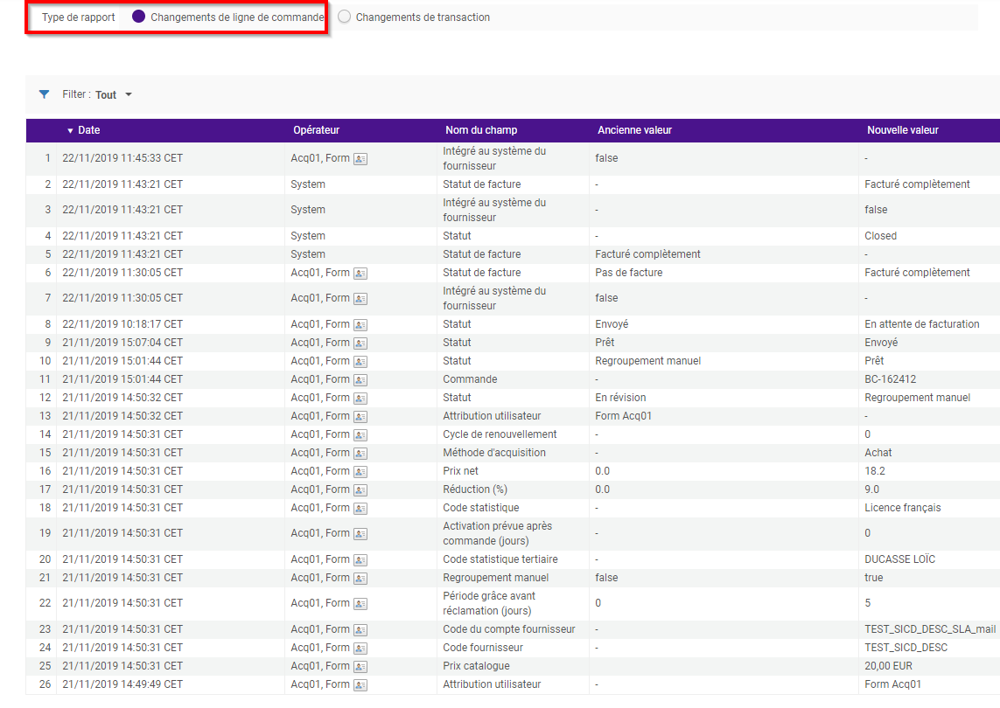 Type de rapport Changements de ligne de commande Changements de transaction
Filter : Tout
Date Opérateur Nom du champ Ancienne valeur Nouvelle valeur
1 22/11/2019 11:45:33 CET Acq01, Form Intégré au système du fournisseur false -
2 22/11/2019 11:43:21 CET System Statut de facture - Facturé complètement
3 22/11/2019 11:43:21 CET System Intégré au système du fournisseur - false
4 22/11/2019 11:43:21 CET System Statut - Closed
5 22/11/2019 11:43:21 CET System Statut de facture Facturé complètement -
6 22/11/2019 11:30:05 CET Acq01, Form Statut de facture Pas de facture Facturé complètement
7 22/11/2019 11:30:05 CET Acq01, Form Intégré au système du fournisseur false -
8 22/11/2019 10:18:17 CET Acq01, Form Statut Envoyé En attente de facturation
9 21/11/2019 15:07:04 CET Acq01, Form Statut Prêt Envoyé
10 21/11/2019 15:01:44 CET Acq01, Form Statut Regroupement manuel Prêt
11 21/11/2019 15:01:44 CET Acq01, Form Commande - BC-162412
12 21/11/2019 14:50:32 CET Acq01, Form Statut En révision Regroupement manuel
13 21/11/2019 14:50:32 CET Acq01, Form Attribution utilisateur Form Acq01 -
14 21/11/2019 14:50:31 CET Acq01, Form Cycle de renouvellement - 0
15 21/11/2019 14:50:31 CET Acq01, Form Méthode d'acquisition - Achat
16 21/11/2019 14:50:31 CET Acq01, Form Prix net 0.0 18.2
17 21/11/2019 14:50:31 CET Acq01, Form Réduction (%) 0.0 9.0
18 21/11/2019 14:50:31 CET Acq01, Form Code statistique - Licence français
19 21/11/2019 14:50:31 CET Acq01, Form Activation prévue après commande (jours) - 0
20 21/11/2019 14:50:31 CET Acq01, Form Code statistique tertiaire - DUCASSE LOÏC
21 21/11/2019 14:50:31 CET Acq01, Form Regroupement manuel false true
22 21/11/2019 14:50:31 CET Acq01, Form Période grâce avant réclamation (jours) 0 5
23 21/11/2019 14:50:31 CET Acq01, Form Code du compte fournisseur - TEST_SICD_DESC_SLA_mail
24 21/11/2019 14:50:31 CET Acq01, Form Code fournisseur - TEST_SICD_DESC
25 21/11/2019 14:50:31 CET Acq01, Form Prix catalogue 20,00 EUR
26 21/11/2019 14:49:49 CET Acq01, Form Attribution utilisateur - Form Acq01